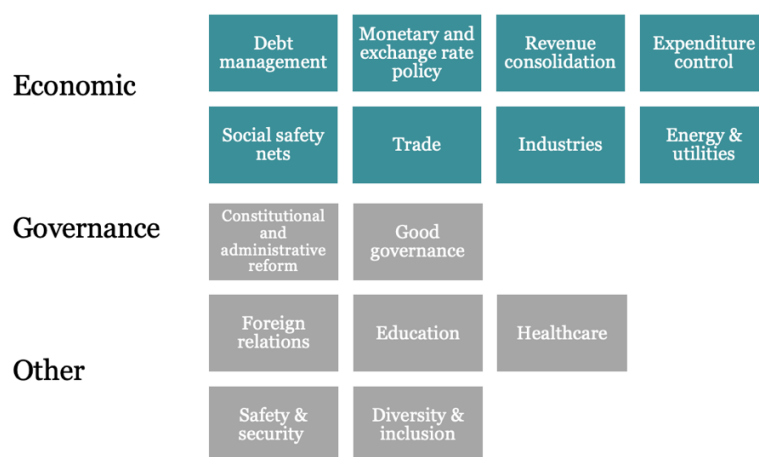 Economic
Debt
management
Monetary and
exchange rate
policy
Revenue
consolidation
Expenditure
control
Social safety
nets
Trade
Industries
Energy &
utilities
Governance
Constitutional
and
administrative
reform
Good
governance
Other
Foreign
relations
Education
Healthcare
Safety &
security
Diversity &
inclusion